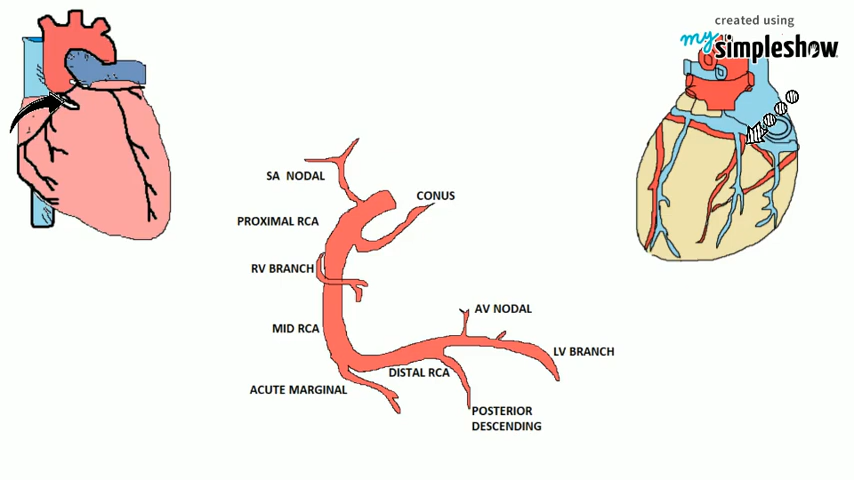 created using
my
simpleshow
SA NODAL
CONUS
PROXIMAL RCA
RV BRANCH
AV NODAL
MID RCA
LV BRANCH
DISTAL RCA
ACUTE MARGINAL
POSTERIOR
DESCENDING